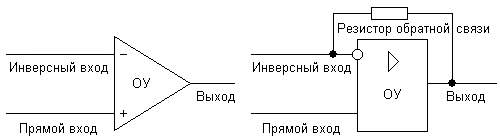 Резистор обратной связи
−
Инверсный вход
ОУ
Выход
+
Прямой вход
Инверсный вход
ОУ
Выход
Прямой вход